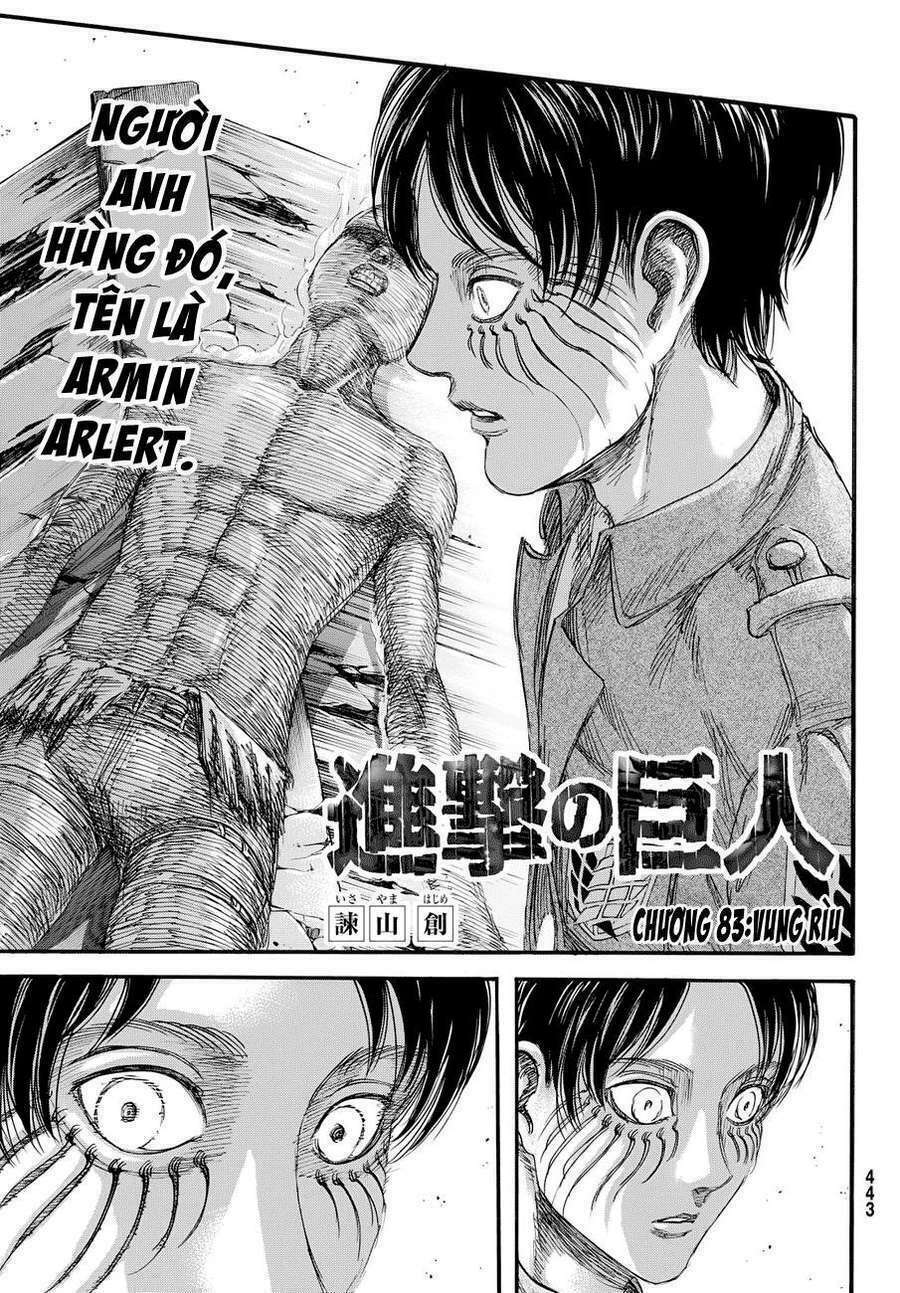 NGƯỜI
ANH
HÙNG ĐÓ,
TÊN LÀ
ARMIN
ARLERT.
進撃の巨人
いさ やま はじめ
諫山創
CHƯƠNG 83:VUNG RÌU
443